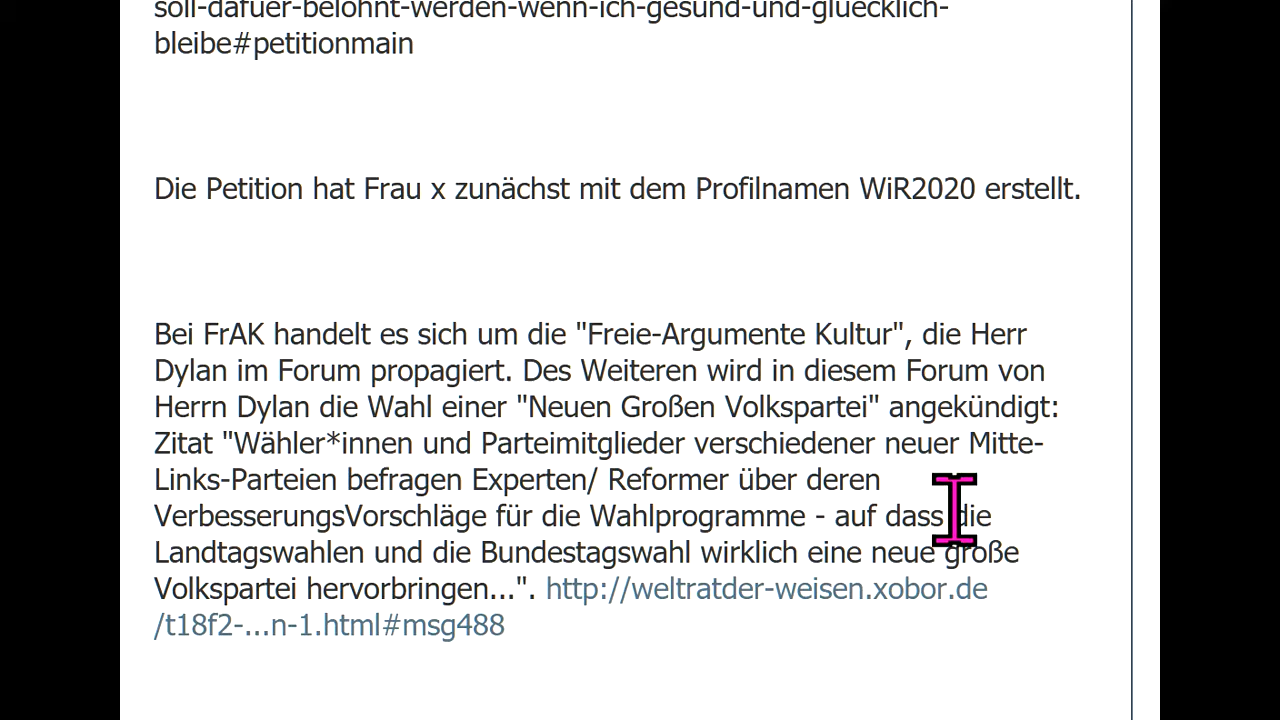 soll-dafuer-belohnt-werden-wenn-ich-gesund-und-gluecklich-
bleibe#petitionmain
Die Petition hat Frau x zunächst mit dem Profilnamen WiR2020 erstellt.
Bei FrAK handelt es sich um die "Freie-Argumente Kultur", die Herr
Dylan im Forum propagiert. Des Weiteren wird in diesem Forum von
Herrn Dylan die Wahl einer "Neuen Großen Volkspartei" angekündigt:
Zitat "Wähler*innen und Parteimitglieder verschiedener neuer Mitte-
Links-Parteien befragen Experten/ Reformer über deren
VerbesserungsVorschläge für die Wahlprogramme - auf dass die
Landtagswahlen und die Bundestagswahl wirklich eine neue große
Volkspartei hervorbringen...". http://weltratder-weisen.xobor.de
/t18f2-...n-1.html#msg488